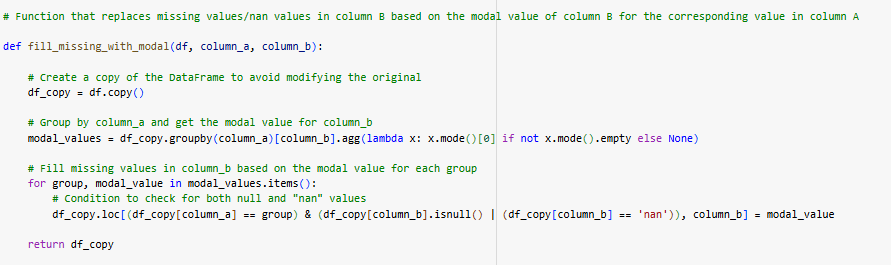 # Function that replaces missing values/nan values in column B based on the modal value of column B for the corresponding value in column A
def fill_missing_with_modal(df, column_a, column_b):
# Create a copy of the DataFrame to avoid modifying the original
df_copy = df.copy()
# Group by column_a and get the modal value for column_b
modal_values = df_copy.groupby(column_a)[column_b].agg(lambda x: x.mode()[0] if not x.mode().empty else None)
# Fill missing values in column_b based on the modal value for each group
for group, modal_value in modal_values.items():
# Condition to check for both null and "nan" values
df_copy.loc[(df_copy[column_a] == group) & (df_copy[column_b].isnull() | (df_copy[column_b] == 'nan')), column_b] = modal_value
return df_copy